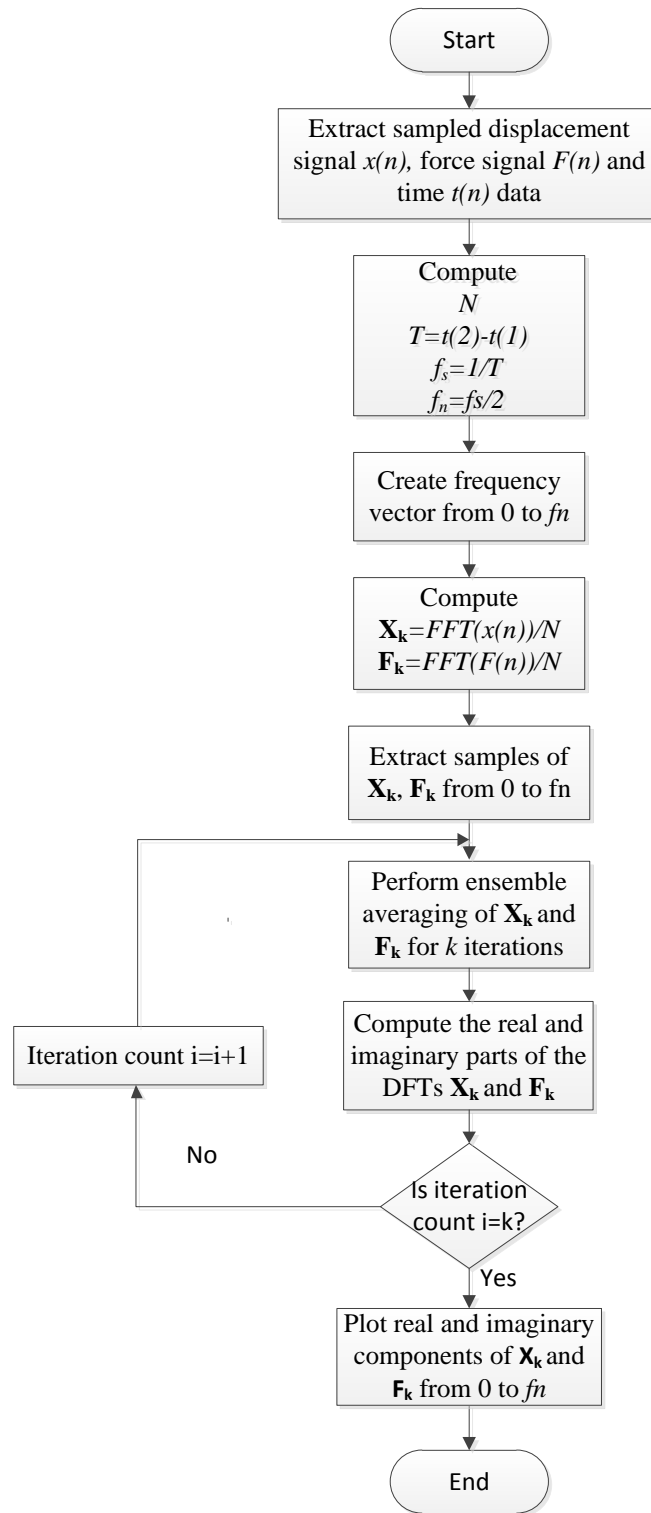 Start
Extract sampled displacement
signal x(n), force signal F(n) and
time t(n) data
Compute
N
T=t(2)-t(1)
fs=1/T
fn=fs/2
Create frequency
vector from 0 to fn
Compute
Xk=FFT(x(n))/N
Fk=FFT(F(n))/N
Extract samples of
Xk, Fk from 0 to fn
Perform ensemble
averaging of Xk and
Fk for k iterations
Compute the real and
imaginary parts of the
DFTs Xk and Fk
Iteration count i=i+1
No
Is iteration
count i=k?
Yes
Plot real and imaginary
components of Xk and
Fk from 0 to fn
End